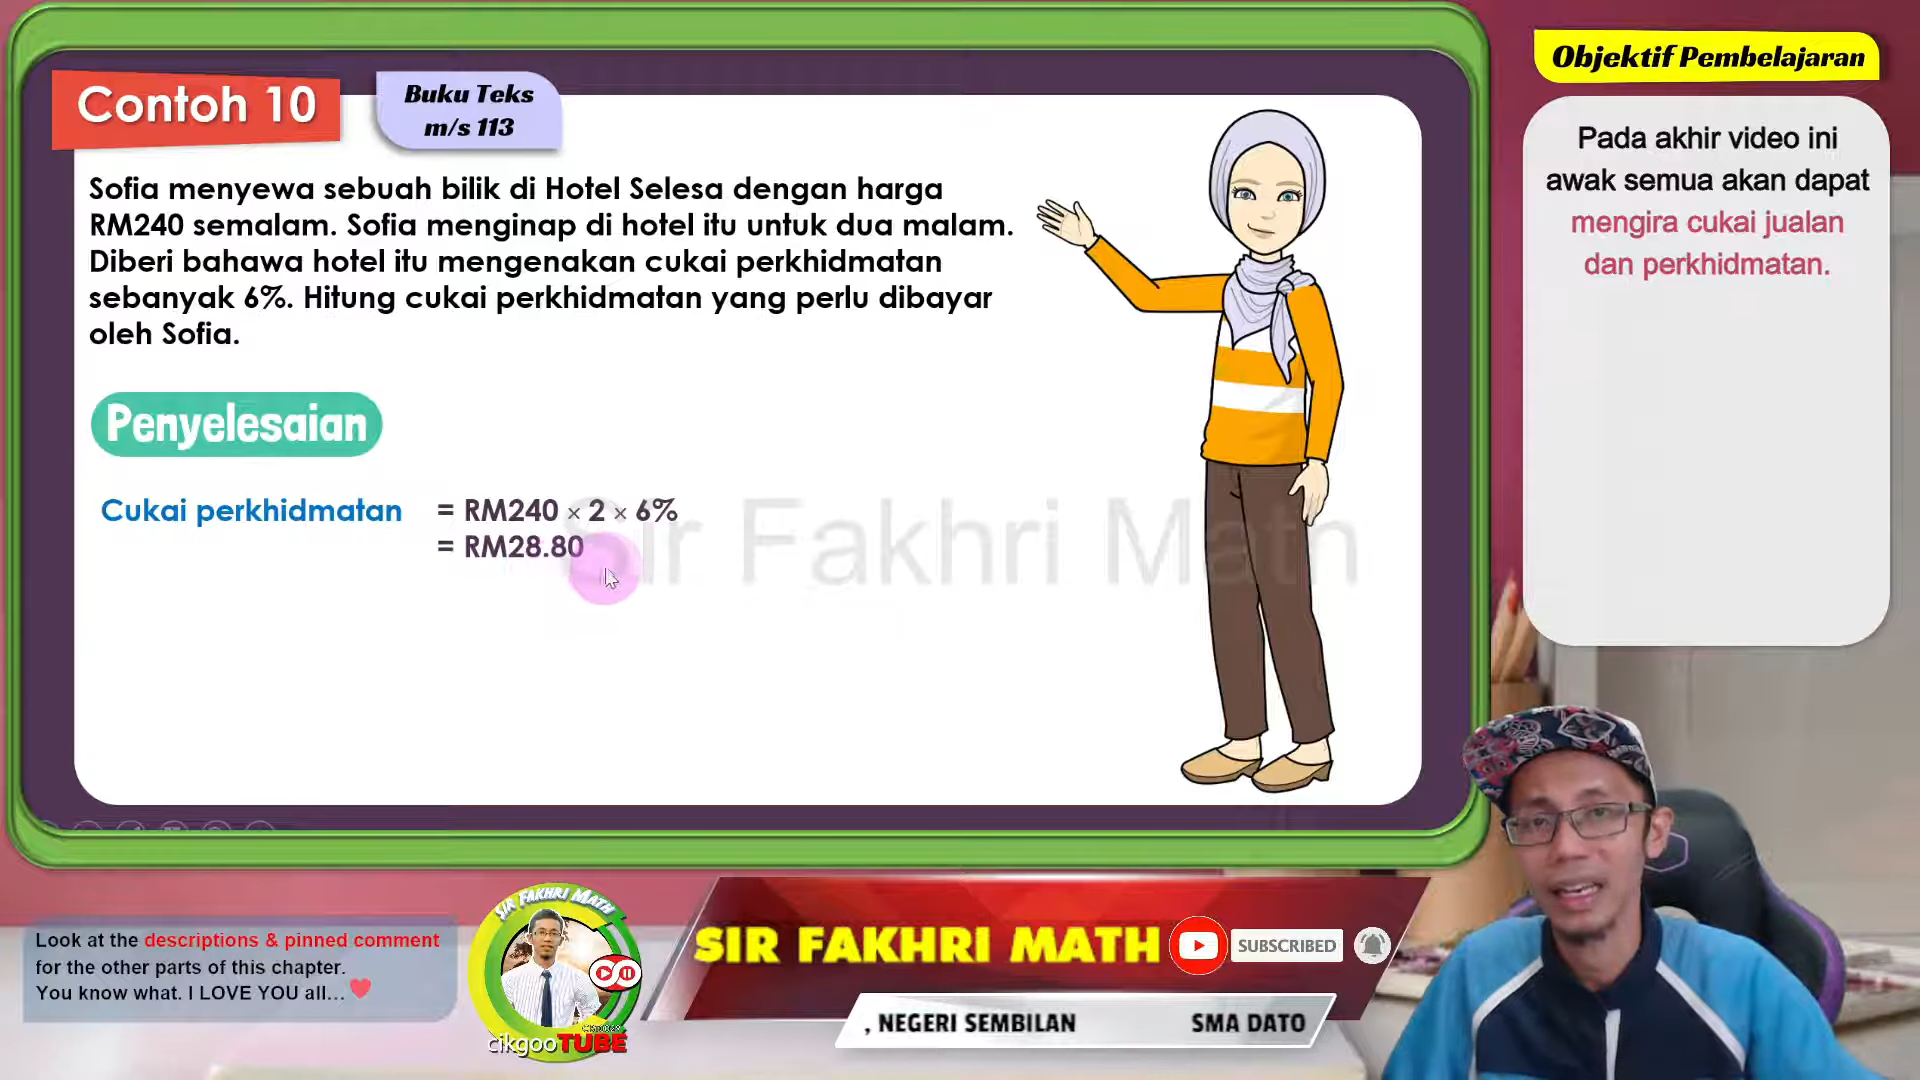 Contoh 10
Buku Teks
m/s 113
Sofia menyewa sebuah bilik di Hotel Selesa dengan harga
RM240 semalam. Sofia menginap di hotel itu untuk dua malam.
Diberi bahawa hotel itu mengenakan cukai perkhidmatan
sebanyak 6%. Hitung cukai perkhidmatan yang perlu dibayar
oleh Sofia.
Penyelesaian
Cukai perkhidmatan = RM240 × 2 × 6%
= RM28.80
Sir Fakhri Math
Objektif Pembelajaran
Pada akhir video ini
awak semua akan dapat
mengira cukai jualan
dan perkhidmatan.
Look at the descriptions & pinned comment
for the other parts of this chapter.
You know what. I LOVE YOU all...
SIR FAKHRI MATH
cikgooTUBE
SIR FAKHRI MATH
SUBSCRIBED
, NEGERI SEMBILAN SMA DATO